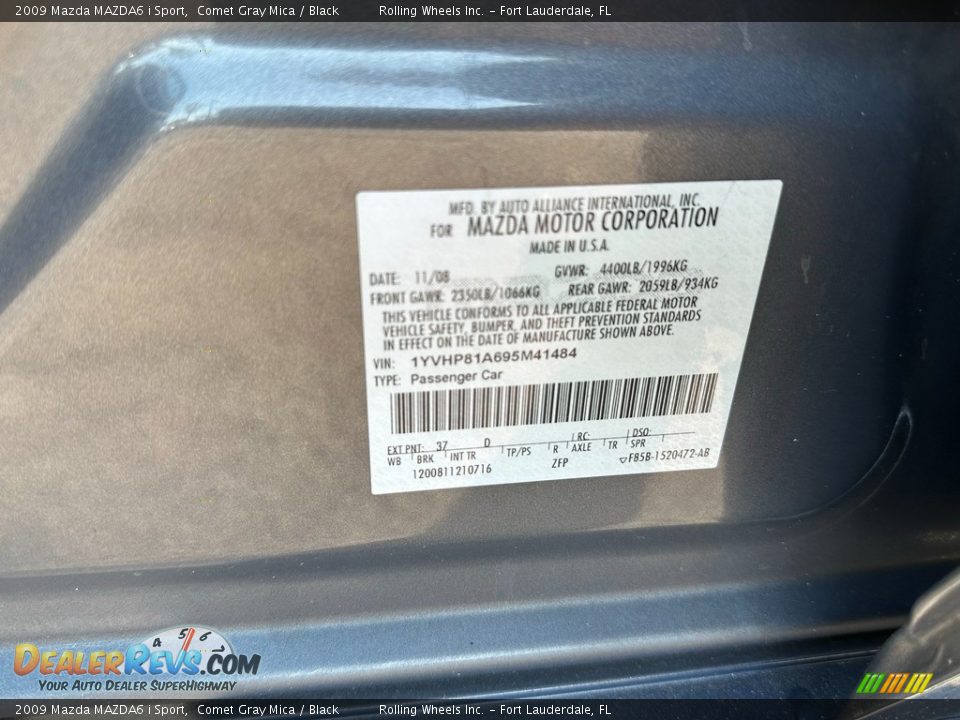 2009 Mazda MAZDA6 i Sport,  Comet Gray Mica / Black        Rolling Wheels Inc. - Fort Lauderdale, FL
MFD. BY AUTO ALLIANCE INTERNATIONAL, INC.
FOR MAZDA MOTOR CORPORATION
MADE IN U.S.A.
DATE: 11/08 GVWR: 4400LB/1996KG
FRONT GAWR: 2350LB/1066KG REAR GAWR: 2059LB/934KG
THIS VEHICLE CONFORMS TO ALL APPLICABLE FEDERAL MOTOR
VEHICLE SAFETY, BUMPER, AND THEFT PREVENTION STANDARDS
IN EFFECT ON THE DATE OF MANUFACTURE SHOWN ABOVE.
VIN: 1YVHP81A695M41484
TYPE: Passenger Car
EXT PNT: 37 D RC: DSO:
WB BRK INT TR TP/PS R AXLE TR SPR
1200811210716 ZFP ▽F85B-1520472-AB
4 5 6
DEALERREVS.COM
YOUR AUTO DEALER SUPERHIGHWAY
2009 Mazda MAZDA6 i Sport,  Comet Gray Mica / Black        Rolling Wheels Inc. - Fort Lauderdale, FL